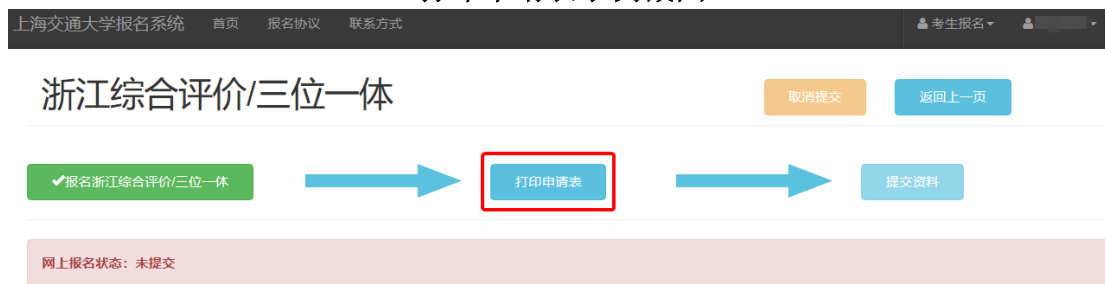 上海交通大学报名系统 首页 报名协议 联系方式 考生报名
浙江综合评价/三位一体 取消提交 返回上一页
报名浙江综合评价/三位一体 打印申请表 提交资料
网上报名状态：未提交